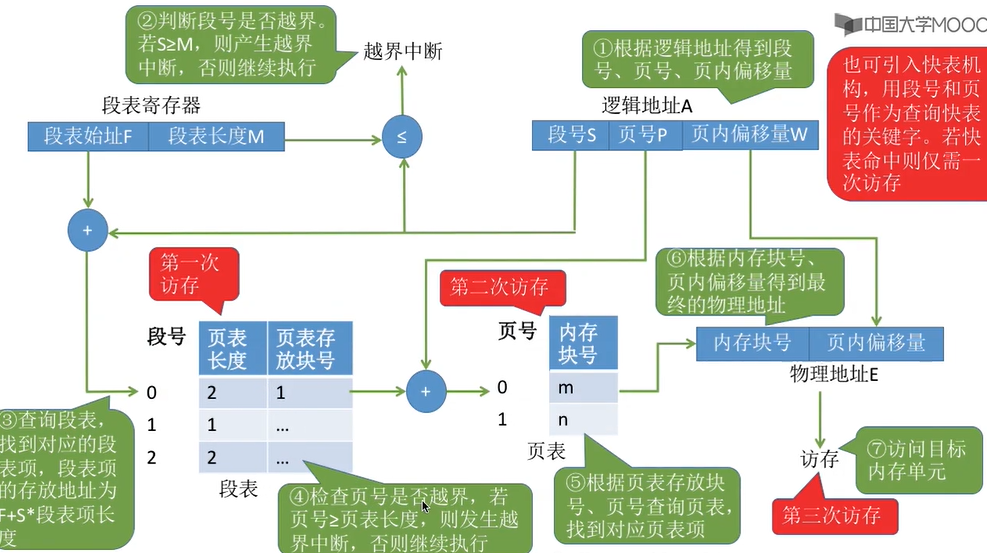 ②判断段号是否越界。
若S≥M，则产生越界
中断，否则继续执行
越界中断
①根据逻辑地址得到段
号、页号、页内偏移量
中国大学MOOC
也可引入快表机
构，用段号和页
号作为查询快表
的关键字。若快
表命中则仅需一
次访存
段表寄存器
段表始址F 段表长度M
≤
逻辑地址A
段号S 页号P 页内偏移量W
+
第一次
访存
第二次访存
⑥根据内存块号、
页内偏移量得到最
终的物理地址
段号
页表
长度
页表存
放块号
0 2 1
1 1 ...
2 2 ...
段表
+
页号
内存
块号
0 m
1 n
页表
内存块号 页内偏移量
物理地址E
访存
⑦访问目标
内存单元
第三次访存
③查询段表，
找到对应的段
表项，段表项
的存放地址为
F+S*段表项长
度
④检查页号是否越界，若
页号≥页表长度，则发生越
界中断，否则继续执行
⑤根据页表存放块
号、页号查询页表，
找到对应页表项